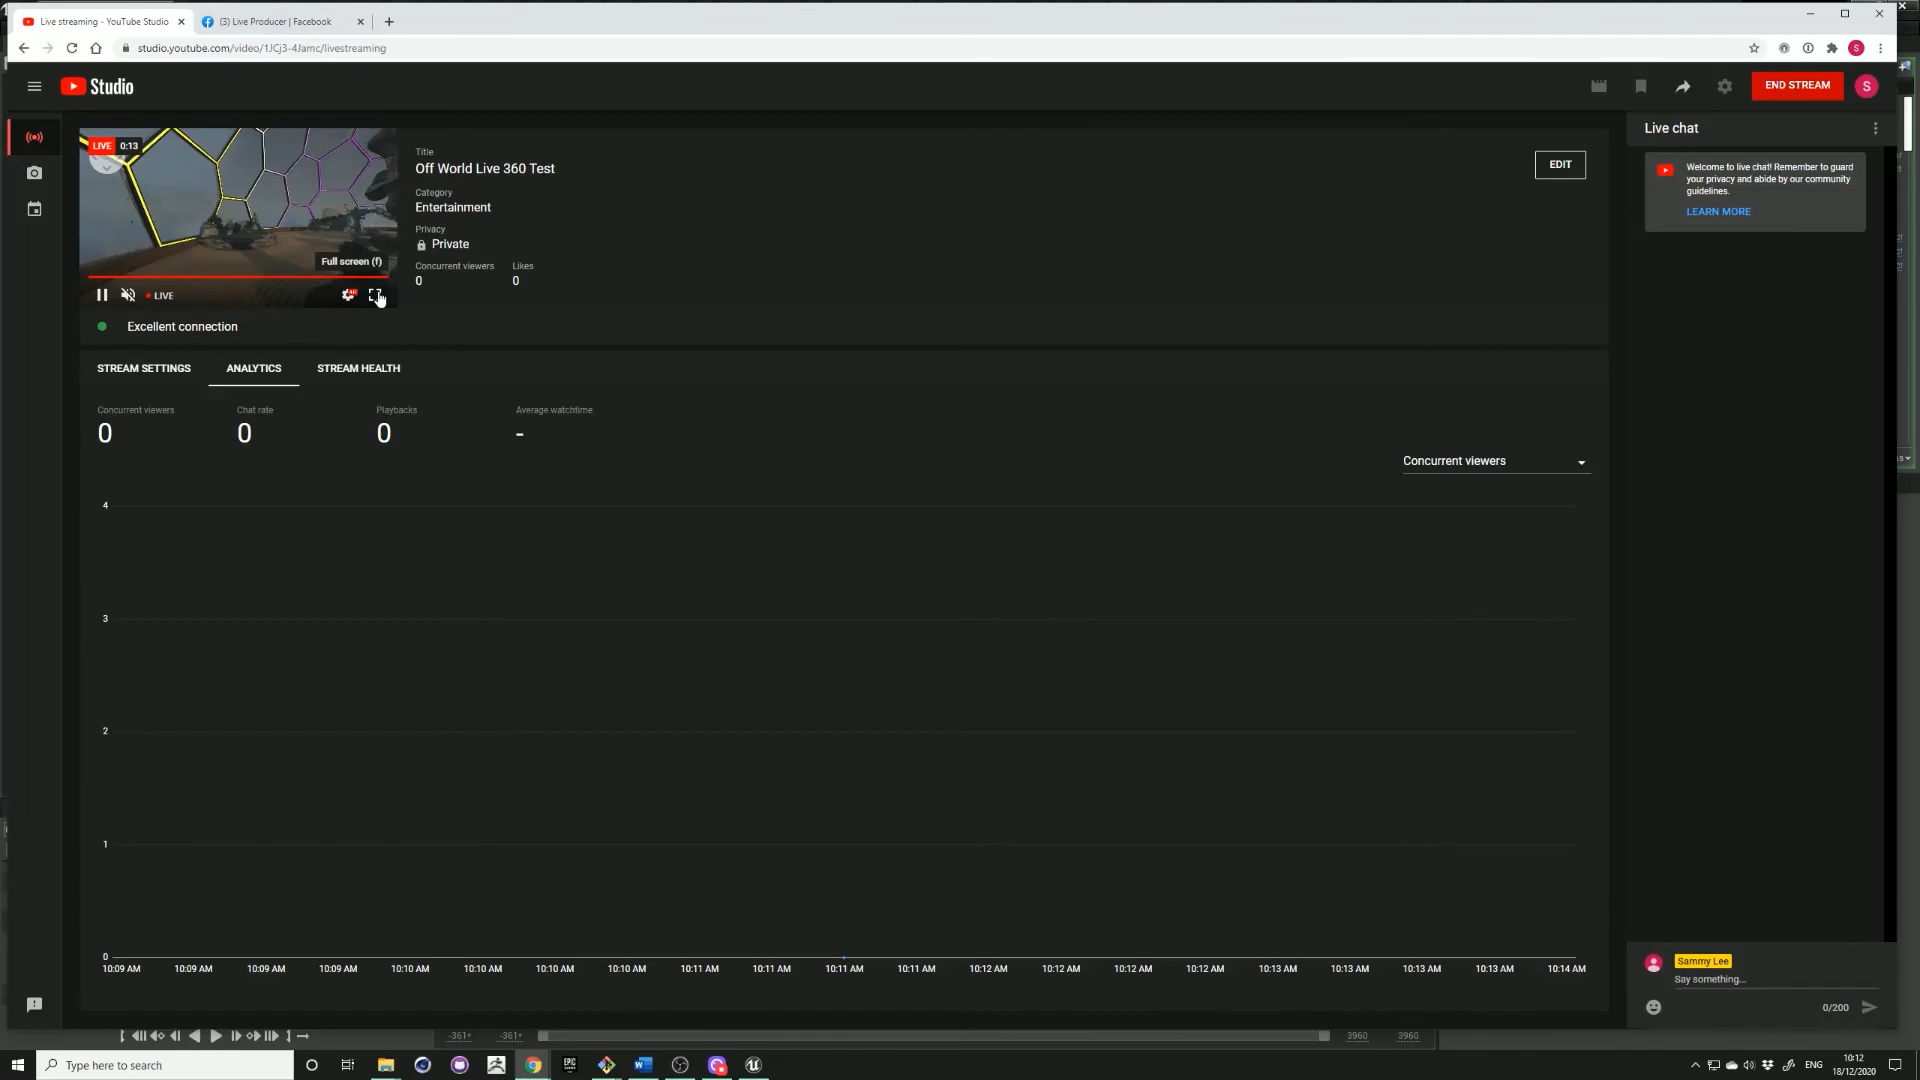 Live streaming - YouTube Studio
(3) Live Producer | Facebook
studio.youtube.com/video/1JCj3-4Jamc/livestreaming
Studio
END STREAM
S
LIVE 0:13
Full screen (f)
LIVE
Excellent connection
Title
Off World Live 360 Test
Category
Entertainment
Privacy
Private
Concurrent viewers Likes
0 0
EDIT
Live chat
Welcome to live chat! Remember to guard
your privacy and abide by our community
guidelines.
LEARN MORE
STREAM SETTINGS ANALYTICS STREAM HEALTH
Concurrent viewers Chat rate Playbacks Average watchtime
0 0 0 -
Concurrent viewers
4
3
2
1
0
10:09 AM 10:09 AM 10:09 AM 10:09 AM 10:10 AM 10:10 AM 10:10 AM 10:10 AM 10:11 AM 10:11 AM 10:11 AM 10:11 AM 10:12 AM 10:12 AM 10:12 AM 10:12 AM 10:13 AM 10:13 AM 10:13 AM 10:13 AM 10:14 AM
Sammy Lee
Say something...
0/200
-361+ -361+ 3960 3960
Type here to search
ENG
10:12
18/12/2020